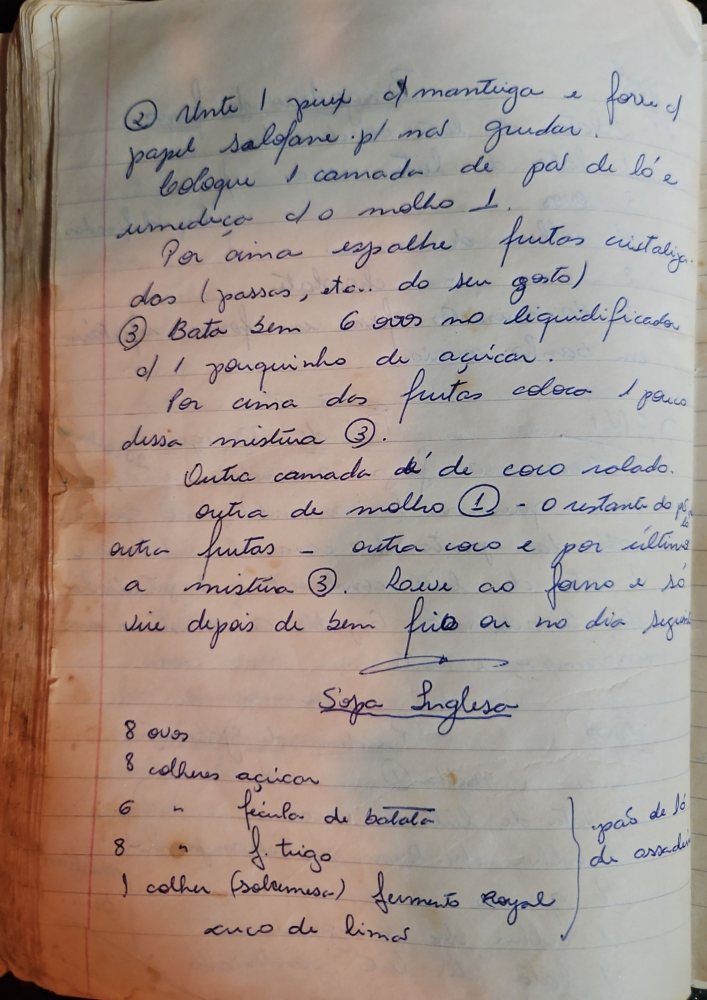 ② Unte 1 pirex c/ manteiga e forre c/
papel salofane p/ não grudar.
Coloque 1 camada de pão de ló e
umedeça c/ o molho 1.
Por cima espalhe frutas cristaliza-
das (passas, etc.. do seu gosto)
③ Bata bem 6 ovos no liquidificador
c/ 1 pouquinho de açúcar.
Por cima das frutas coloca 1 pouco
dessa mistura ③.
Outra camada de coco ralado.
outra de molho ① - o restante do pão
de ló
outra frutas - outra coco e por último
a mistura ③. Leve ao forno e só
vire depois de bem frio ou no dia
Sopa Inglesa
8 ovos
8 colheres açúcar
6 " fécula de batata
8 " f. trigo
1 colher (sobremesa) fermento Royal
suco de limão
pão de ló
de